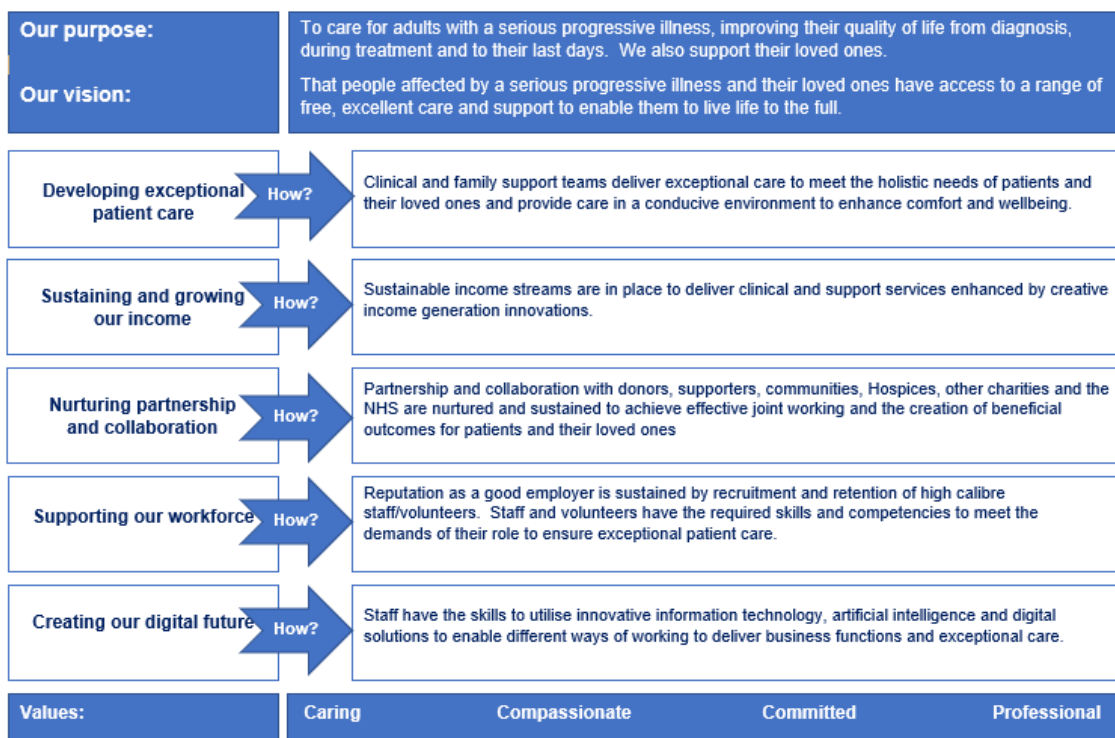 Our purpose:
To care for adults with a serious progressive illness, improving their quality of life from diagnosis,
during treatment and to their last days.  We also support their loved ones.
Our vision:
That people affected by a serious progressive illness and their loved ones have access to a range of
free, excellent care and support to enable them to live life to the full.
Developing exceptional
patient care
How?
Clinical and family support teams deliver exceptional care to meet the holistic needs of patients and
their loved ones and provide care in a conducive environment to enhance comfort and wellbeing.
Sustaining and growing
our income
How?
Sustainable income streams are in place to deliver clinical and support services enhanced by creative
income generation innovations.
Nurturing partnership
and collaboration
How?
Partnership and collaboration with donors, supporters, communities, Hospices, other charities and the
NHS are nurtured and sustained to achieve effective joint working and the creation of beneficial
outcomes for patients and their loved ones
Supporting our workforce
How?
Reputation as a good employer is sustained by recruitment and retention of high calibre
staff/volunteers.  Staff and volunteers have the required skills and competencies to meet the
demands of their role to ensure exceptional patient care.
Creating our digital future
How?
Staff have the skills to utilise innovative information technology, artificial intelligence and digital
solutions to enable different ways of working to deliver business functions and exceptional care.
Values:
Caring Compassionate Committed Professional